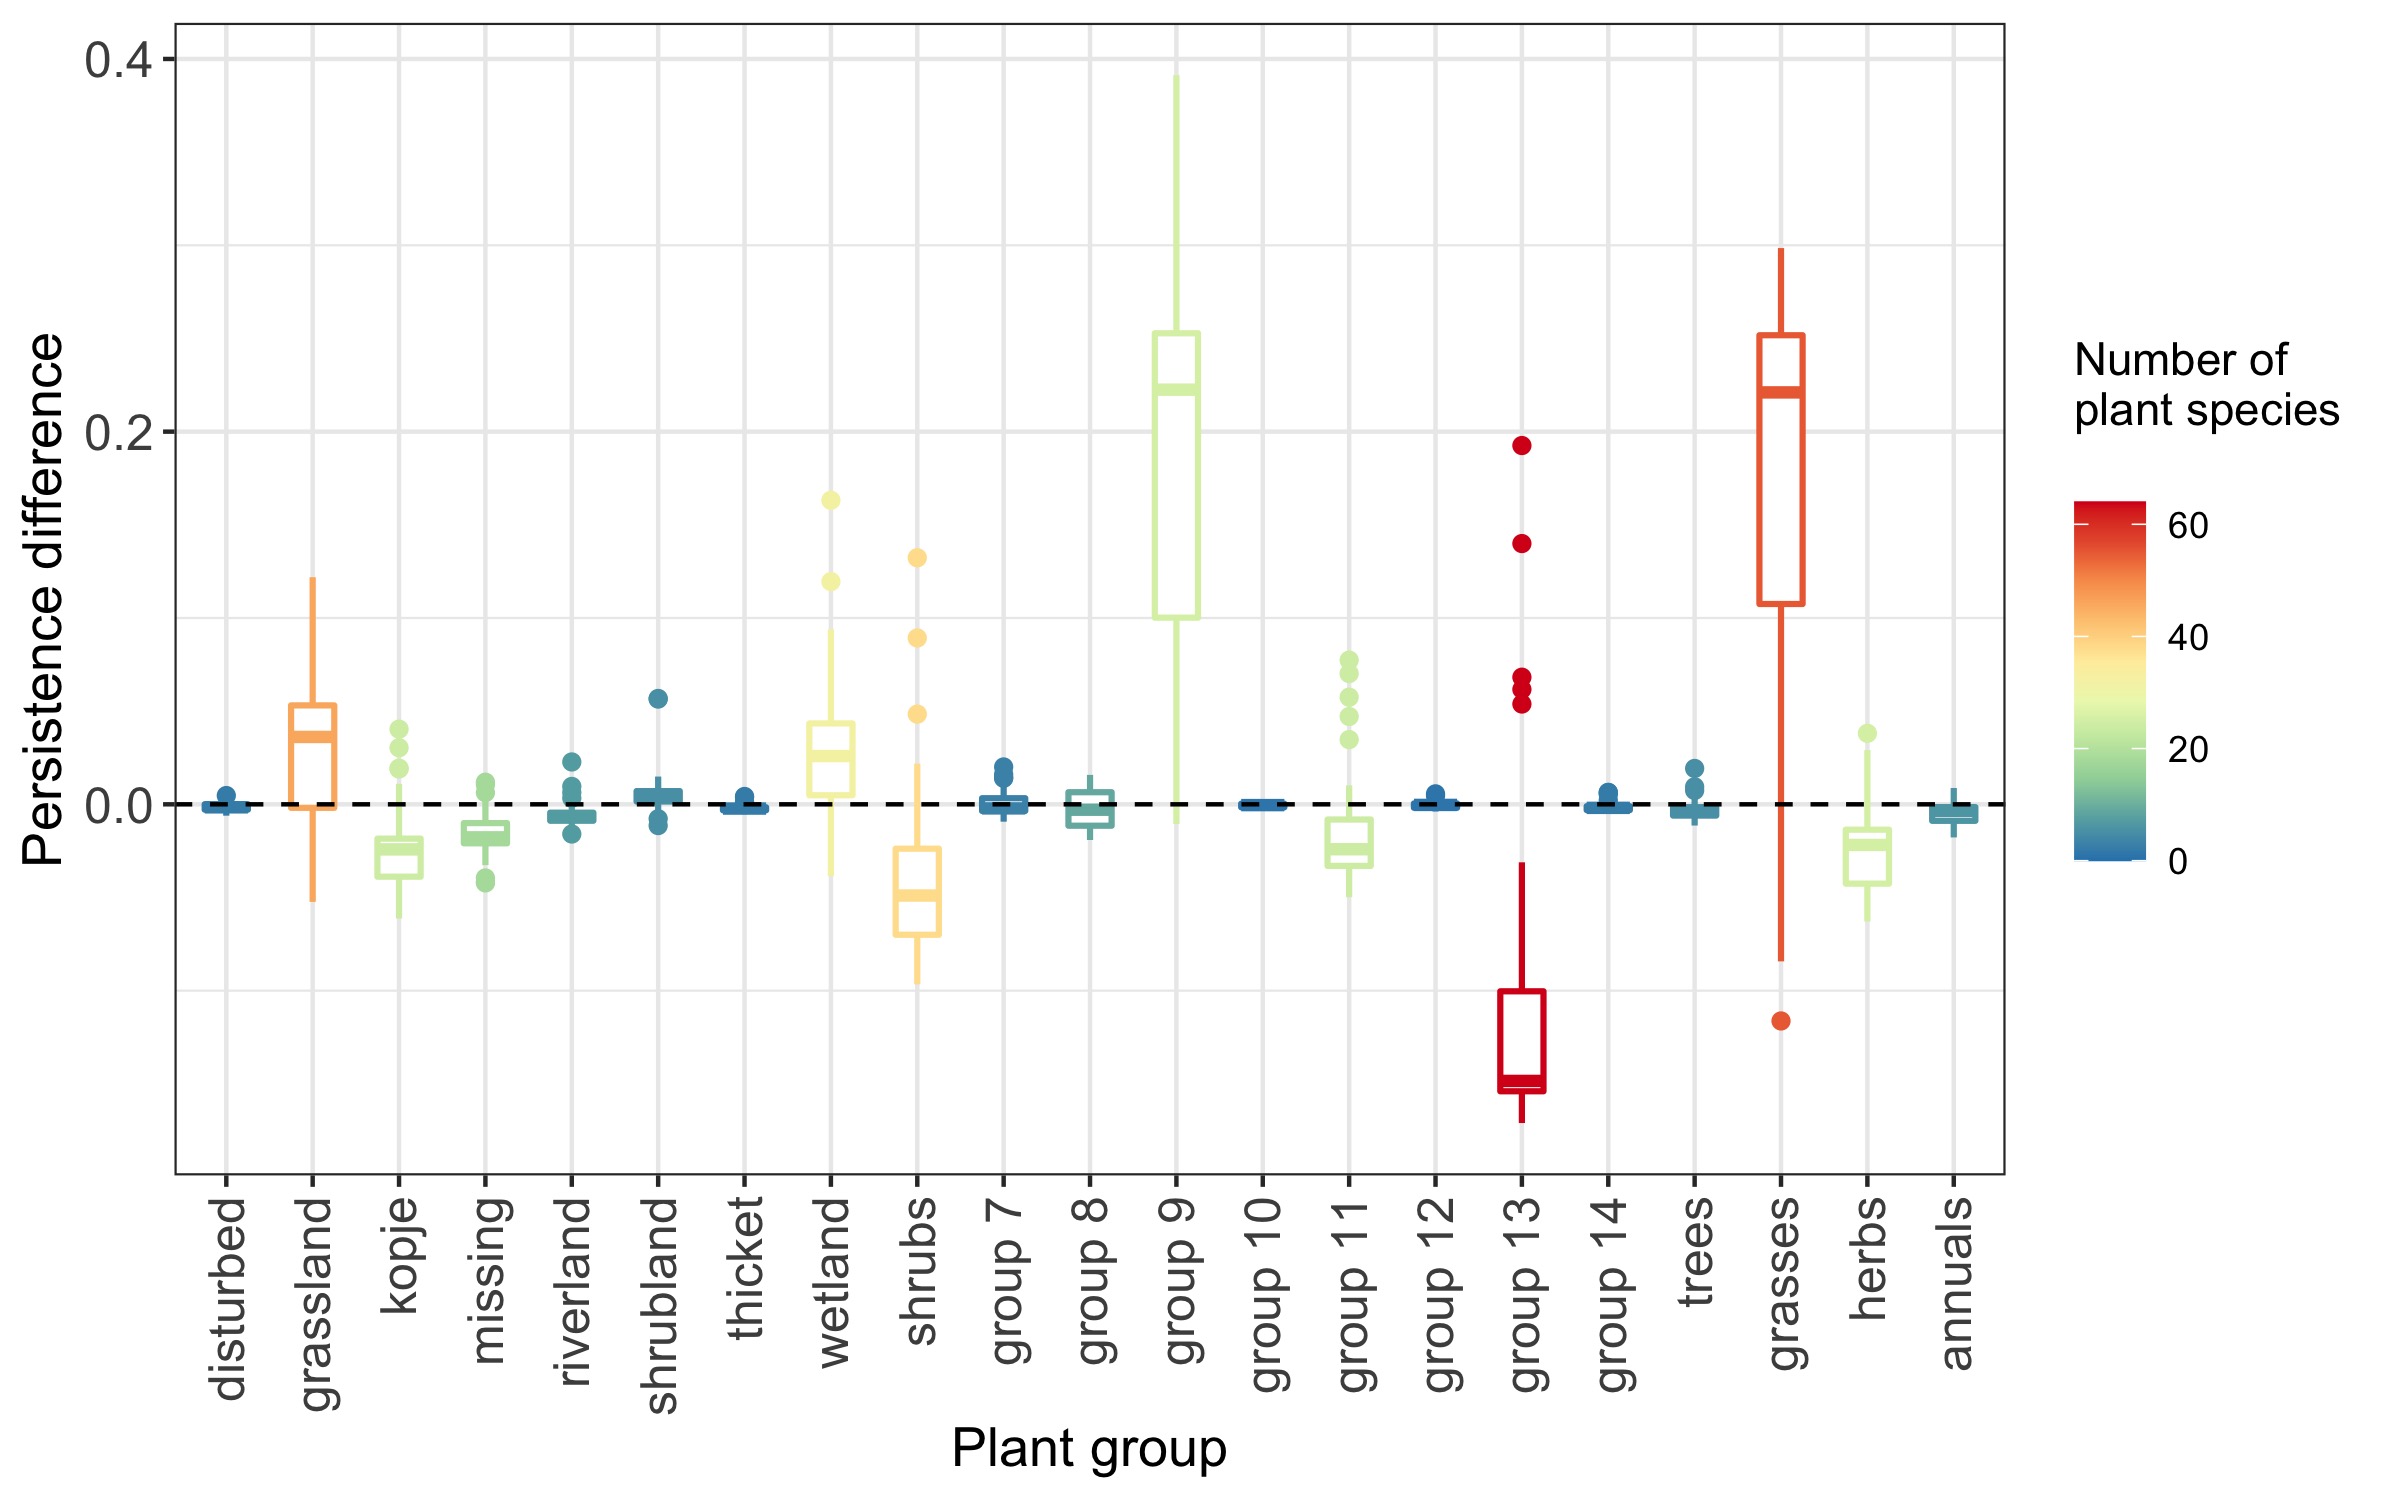 0.4
0.2
0.0
Persistence difference
disturbed
grassland
kopje
missing
riverland
shrubland
thicket
wetland
shrubs
group 7
group 8
group 9
group 10
group 11
group 12
group 13
group 14
trees
grasses
herbs
annuals
Plant group
Number of
plant species
60
40
20
0